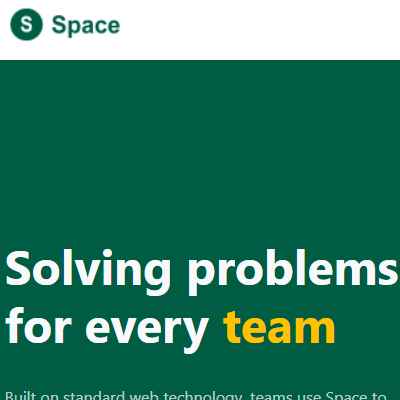 S Space
Solving problems
for every team
Built on standard web technology, teams use Space to